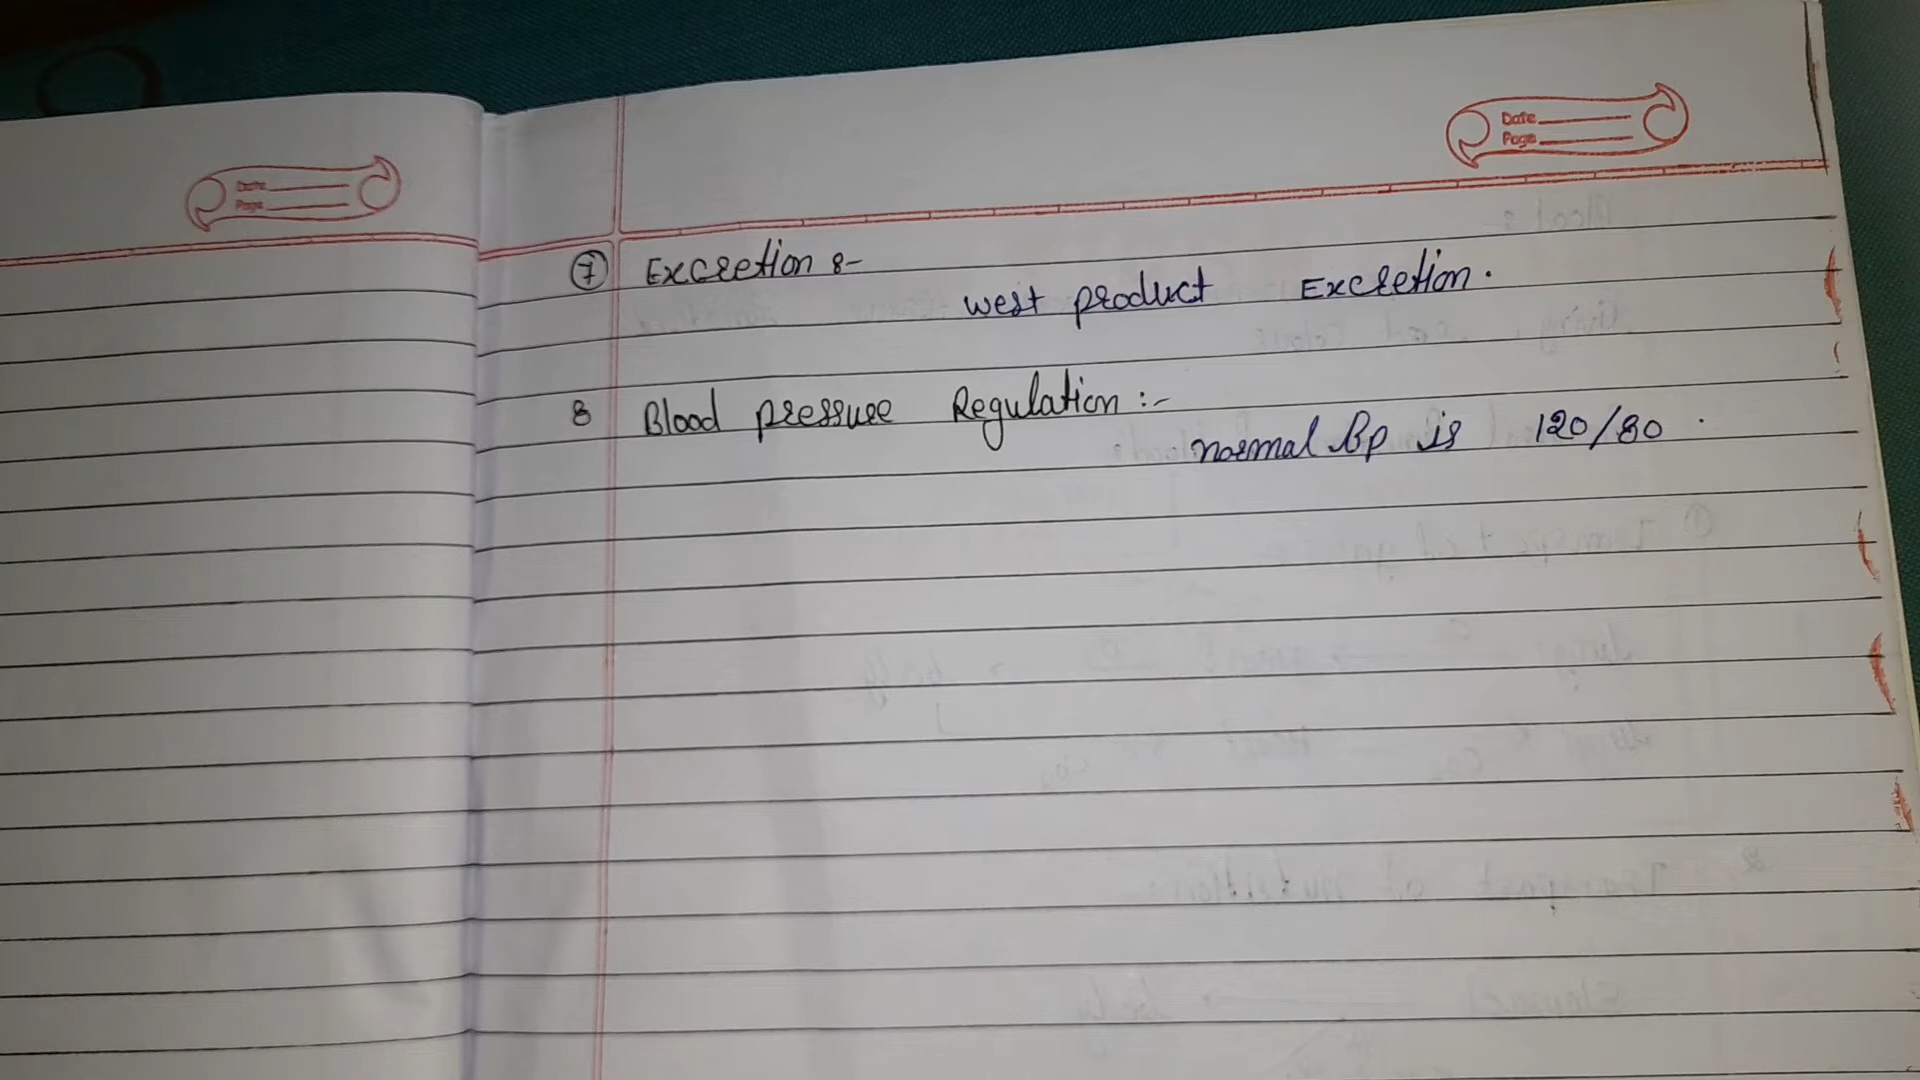 Date
Page
Date
Page
7 Excretion :-
west product Excretion.
8 Blood pressure Regulation :-
normal Bp is 120/80 .